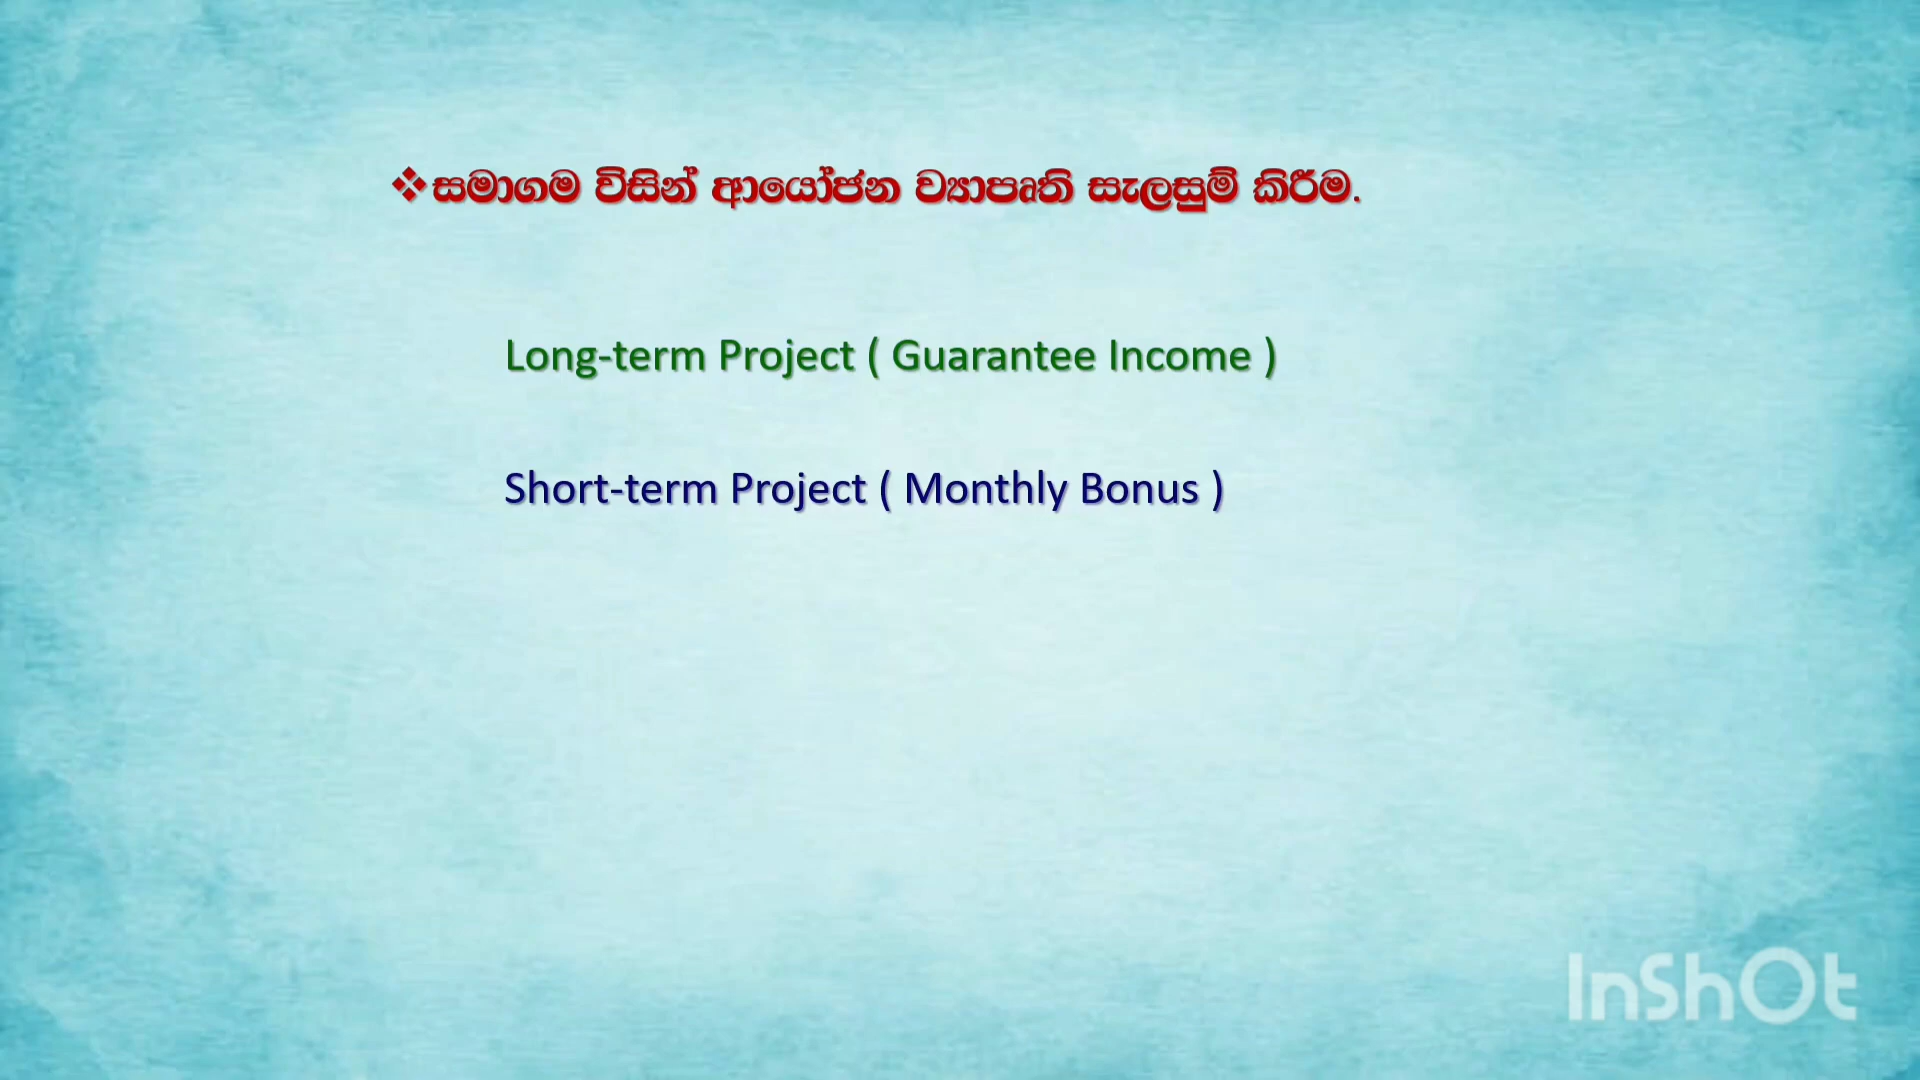 ❖සමාගම විසින් ආයෝජන ව්‍යාපෘති සැලසුම් කිරීම.
Long-term Project ( Guarantee Income )
Short-term Project ( Monthly Bonus )
InShOt